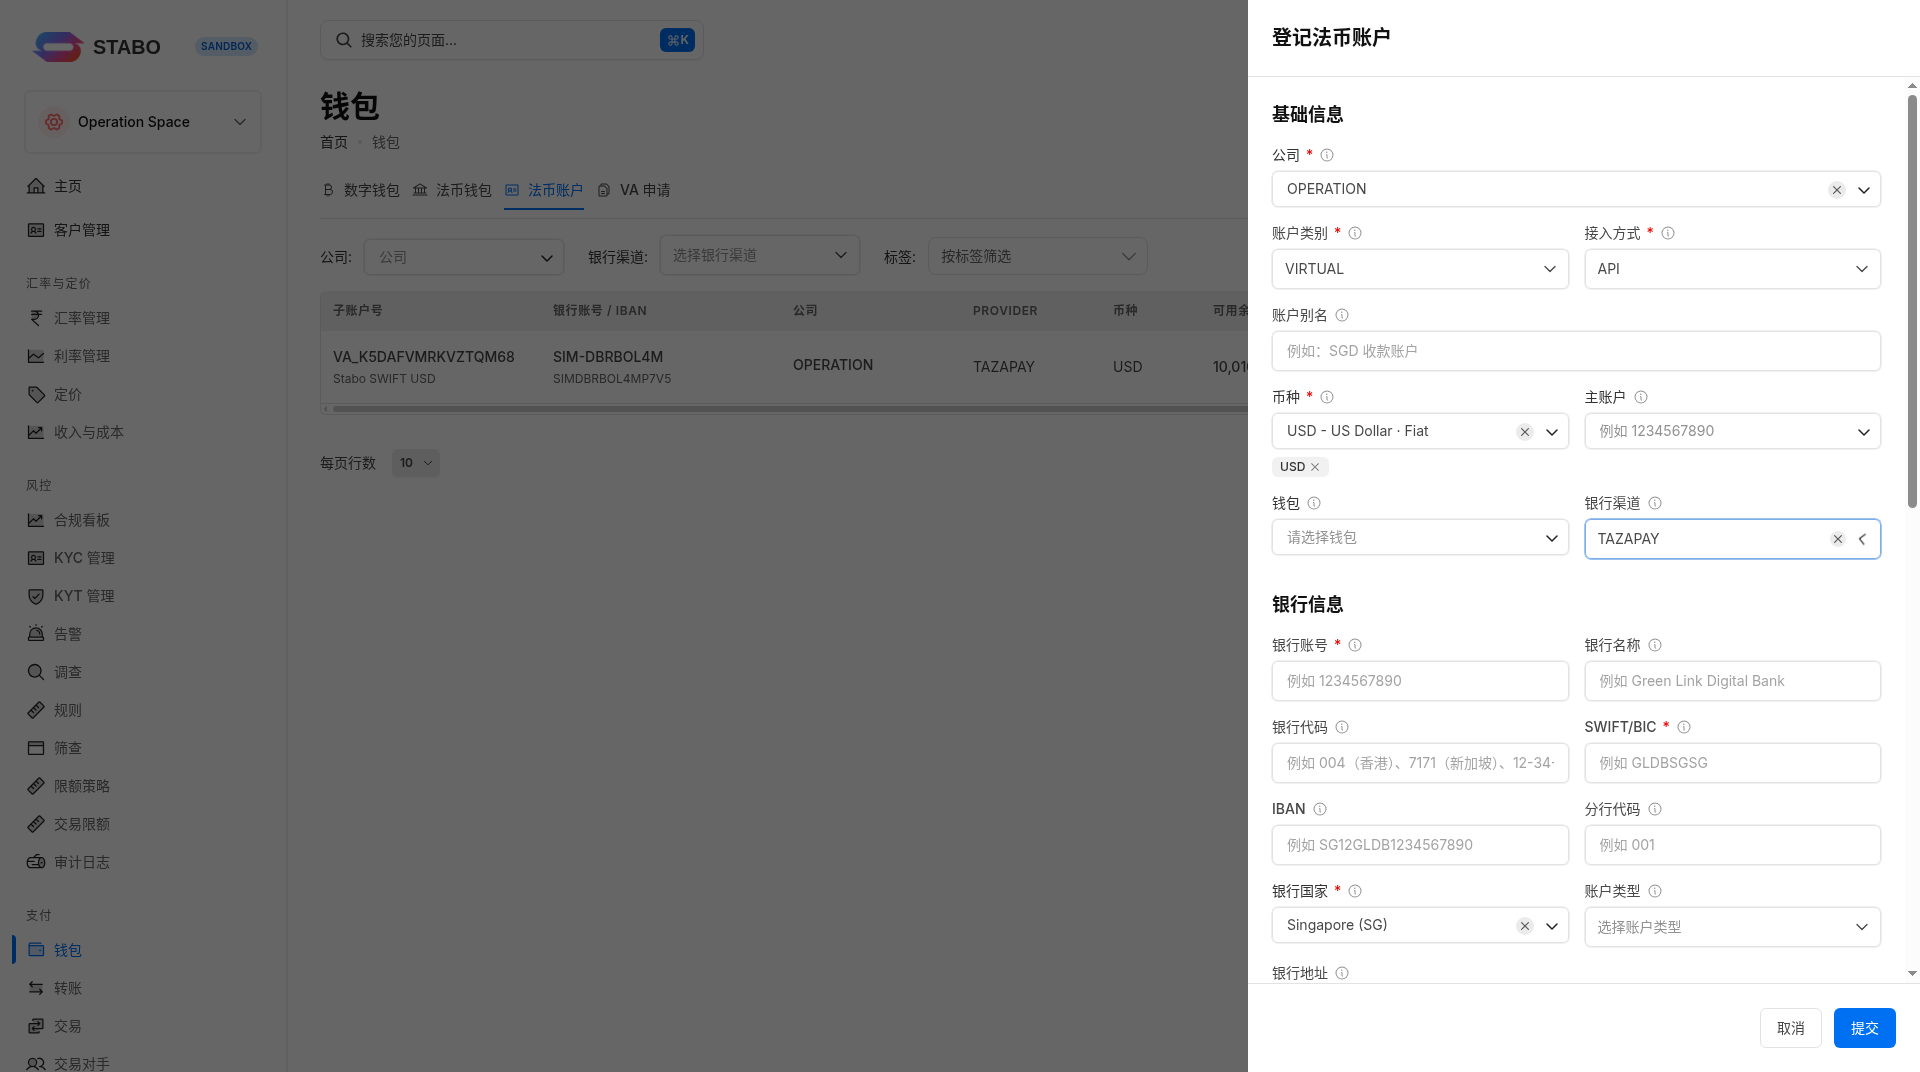 STABO
SANDBOX
Operation Space
主页
客户管理
汇率与定价
汇率管理
利率管理
定价
收入与成本
风控
合规看板
KYC 管理
KYT 管理
告警
调查
规则
筛查
限额策略
交易限额
审计日志
支付
钱包
转账
交易
交易对手
搜索您的页面...
⌘K
钱包
首页 • 钱包
数字钱包 法币钱包 法币账户 VA 申请
公司: 公司 银行渠道: 选择银行渠道 标签: 按标签筛选
子账户号 银行账号 / IBAN 公司 PROVIDER 币种 可用余
VA_K5DAFVMRKVZTQM68 SIM-DBRBOL4M OPERATION TAZAPAY USD 10,01
Stabo SWIFT USD SIMDBRBOL4MP7V5
每页行数 10
登记法币账户
基础信息
公司 *
OPERATION
账户类别 * 接入方式 *
VIRTUAL API
账户别名
例如：SGD 收款账户
币种 * 主账户
USD - US Dollar · Fiat 例如 1234567890
USD
钱包 银行渠道
请选择钱包 TAZAPAY
银行信息
银行账号 * 银行名称
例如 1234567890 例如 Green Link Digital Bank
银行代码 SWIFT/BIC *
例如 004（香港）、7171（新加坡）、12-34- 例如 GLDBSGSG
IBAN 分行代码
例如 SG12GLDB1234567890 例如 001
银行国家 * 账户类型
Singapore (SG) 选择账户类型
银行地址
取消 提交